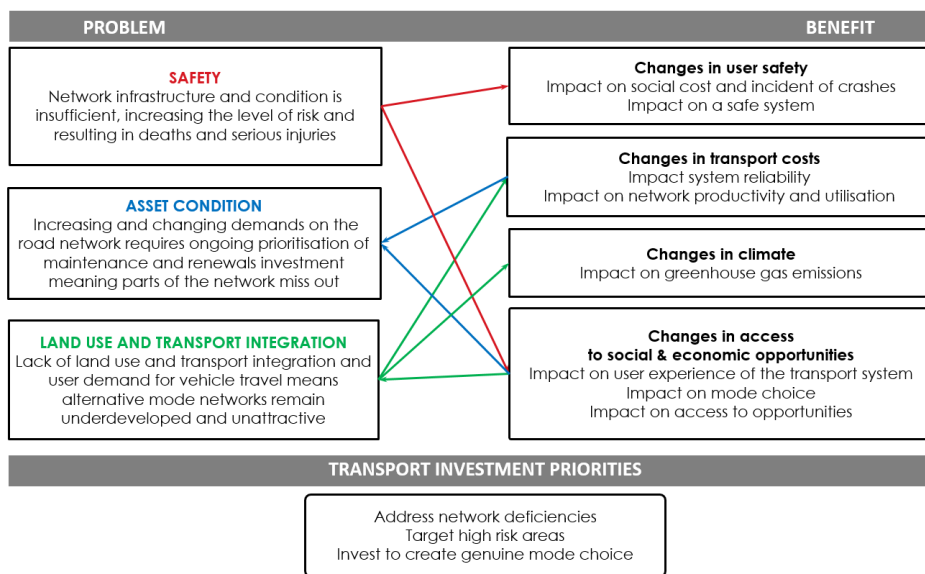 PROBLEM
BENEFIT
SAFETY
Network infrastructure and condition is
insufficient, increasing the level of risk and
resulting in deaths and serious injuries
ASSET CONDITION
Increasing and changing demands on the
road network requires ongoing prioritisation of
maintenance and renewals investment
meaning parts of the network miss out
LAND USE AND TRANSPORT INTEGRATION
Lack of land use and transport integration and
user demand for vehicle travel means
alternative mode networks remain
underdeveloped and unattractive
Changes in user safety
Impact on social cost and incident of crashes
Impact on a safe system
Changes in transport costs
Impact system reliability
Impact on network productivity and utilisation
Changes in climate
Impact on greenhouse gas emissions
Changes in access
to social & economic opportunities
Impact on user experience of the transport system
Impact on mode choice
Impact on access to opportunities
TRANSPORT INVESTMENT PRIORITIES
Address network deficiencies
Target high risk areas
Invest to create genuine mode choice